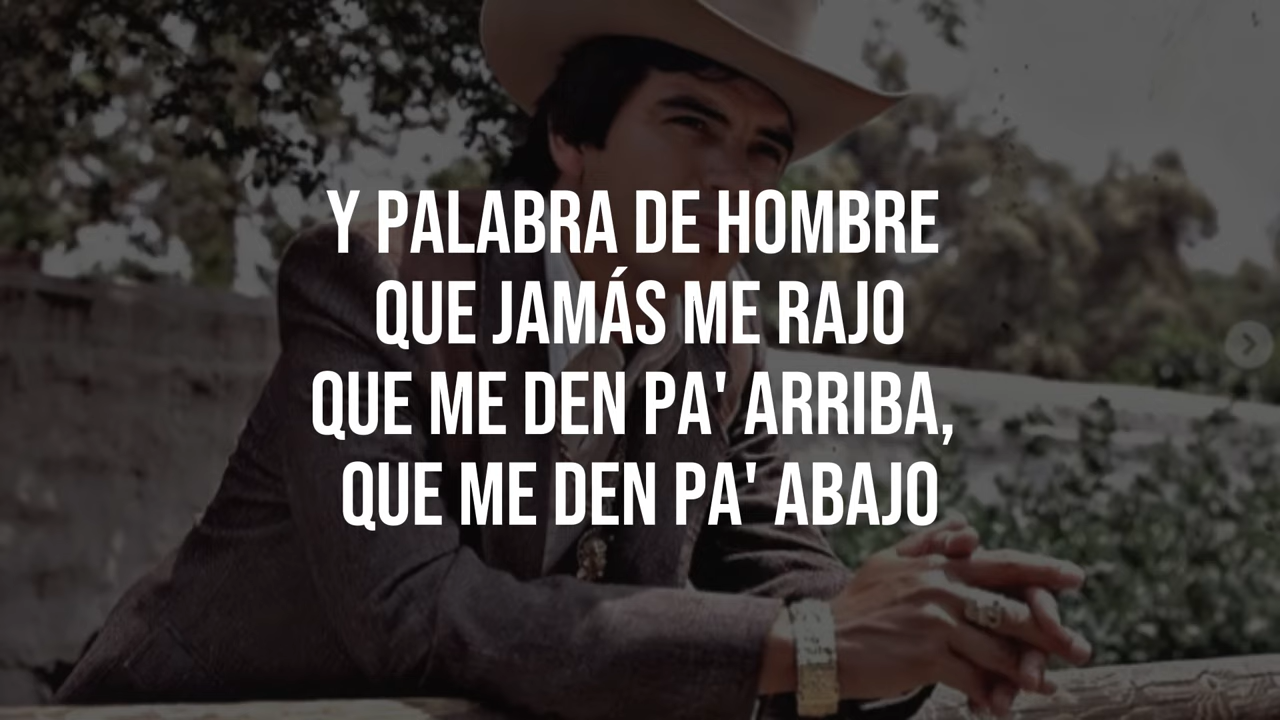 Y PALABRA DE HOMBRE
QUE JAMÁS ME RAJO
QUE ME DEN PA' ARRIBA,
QUE ME DEN PA' ABAJO